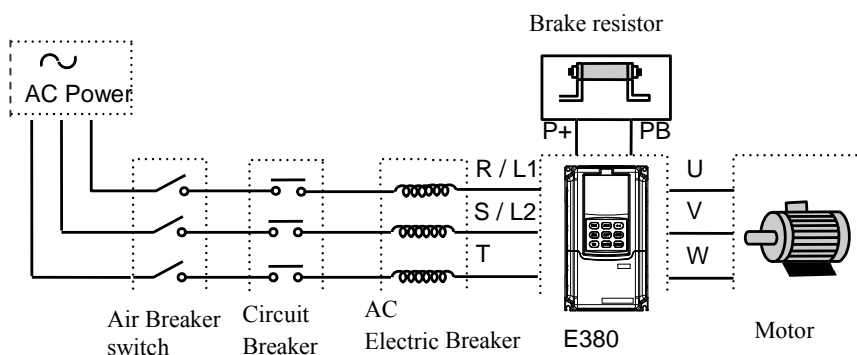 Brake resistor
AC Power
P+ PB
R / L1
U
S / L2
V
T
W
Air Breaker
switch
Circuit
Breaker
AC
Electric Breaker
E380
Motor